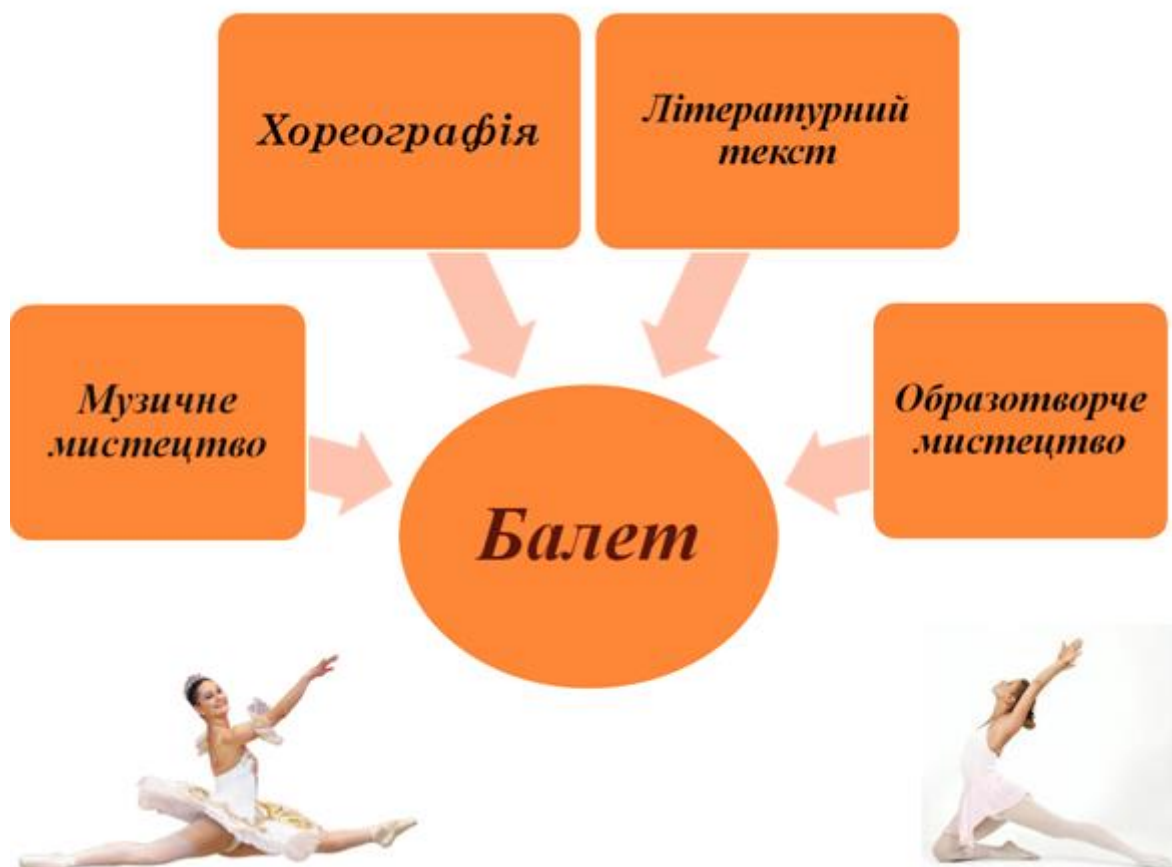 Хореографія
Літературний
текст
Музичне
мистецтво
Образотворче
мистецтво
Балет